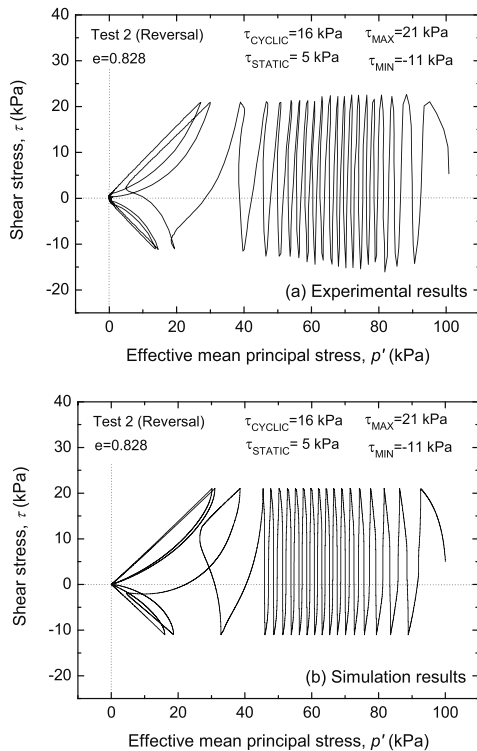 Test 2 (Reversal) τCYCLIC=16 kPa τMAX=21 kPa
e=0.828 τSTATIC= 5 kPa τMIN=-11 kPa
40
30
20
10
0
-10
-20
Shear stress, τ (kPa)
(a) Experimental results
0 20 40 60 80 100
Effective mean principal stress, p' (kPa)
Test 2 (Reversal) τCYCLIC=16 kPa τMAX=21 kPa
e=0.828 τSTATIC= 5 kPa τMIN=-11 kPa
40
30
20
10
0
-10
-20
Shear stress, τ (kPa)
(b) Simulation results
0 20 40 60 80 100
Effective mean principal stress, p' (kPa)